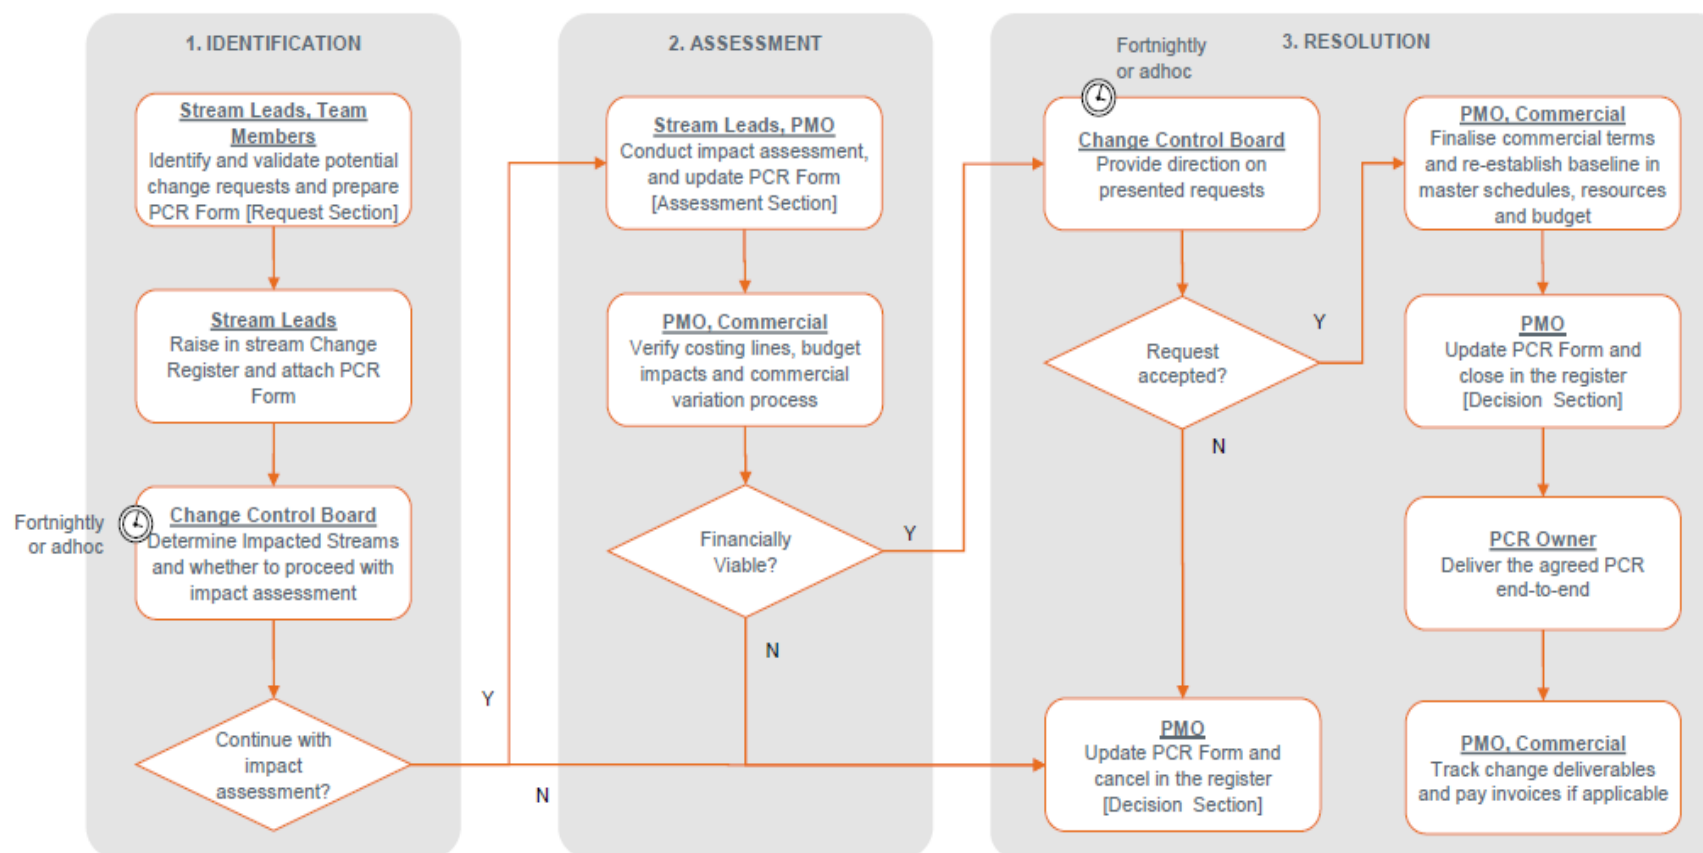 1. IDENTIFICATION
Stream Leads, Team
Members
Identify and validate potential
change requests and prepare
PCR Form [Request Section]
Stream Leads
Raise in stream Change
Register and attach PCR
Form
Fortnightly
or adhoc
Change Control Board
Determine Impacted Streams
and whether to proceed with
impact assessment
Continue with
impact
assessment?
Y
N
2. ASSESSMENT
Stream Leads, PMO
Conduct impact assessment,
and update PCR Form
[Assessment Section]
PMO, Commercial
Verify costing lines, budget
impacts and commercial
variation process
Financially
Viable?
Y
N
3. RESOLUTION
Fortnightly
or adhoc
Change Control Board
Provide direction on
presented requests
Request
accepted?
Y
N
PMO
Update PCR Form and
cancel in the register
[Decision Section]
PMO, Commercial
Finalise commercial terms
and re-establish baseline in
master schedules, resources
and budget
PMO
Update PCR Form and
close in the register
[Decision Section]
PCR Owner
Deliver the agreed PCR
end-to-end
PMO, Commercial
Track change deliverables
and pay invoices if applicable